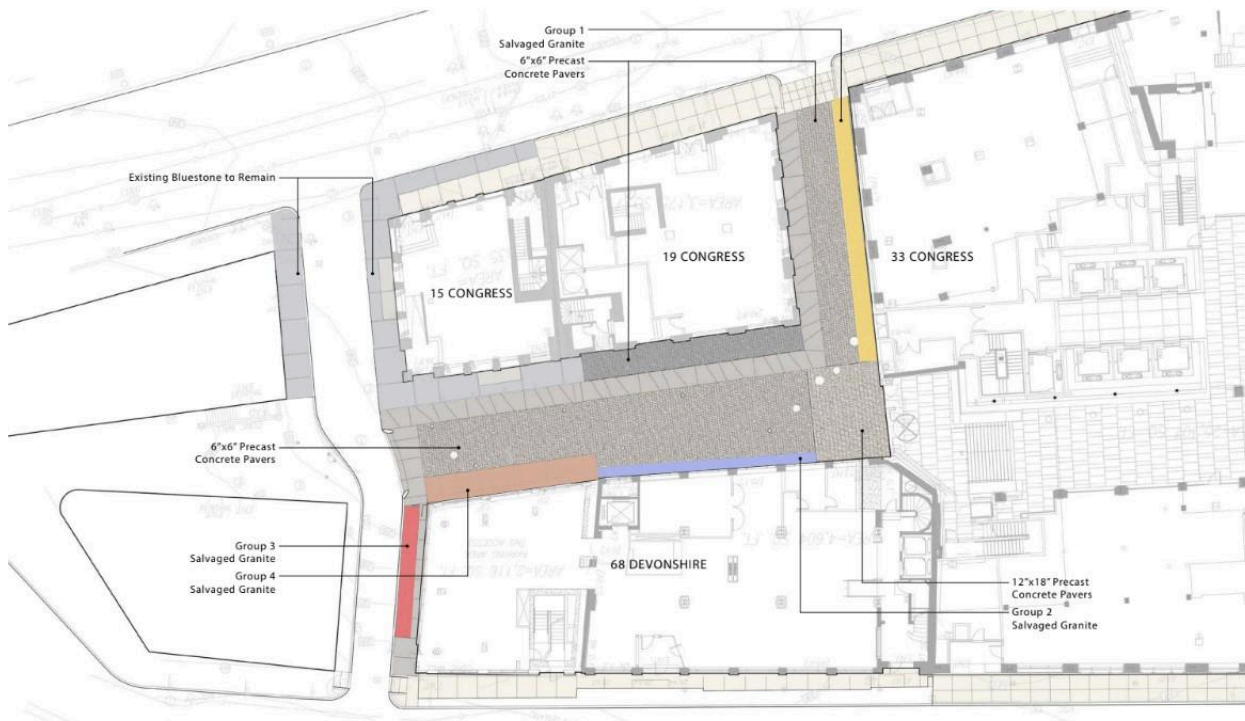 Group 1
Salvaged Granite
6"x6" Precast
Concrete Pavers
Existing Bluestone to Remain
19 CONGRESS
33 CONGRESS
15 CONGRESS
6"x6" Precast
Concrete Pavers
Group 3
Salvaged Granite
Group 4
Salvaged Granite
68 DEVONSHIRE
12"x18" Precast
Concrete Pavers
Group 2
Salvaged Granite